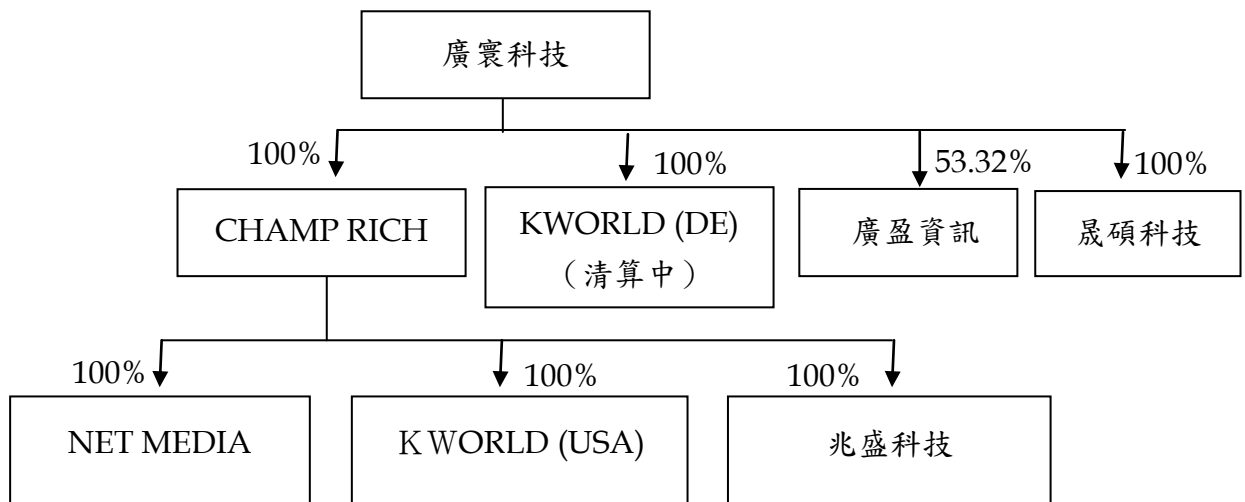 廣寰科技
100%
100%
53.32%
100%
CHAMP RICH
KWORLD (DE)
（清算中）
廣盈資訊
晟碩科技
100%
100%
100%
NET MEDIA
KWORLD (USA)
兆盛科技